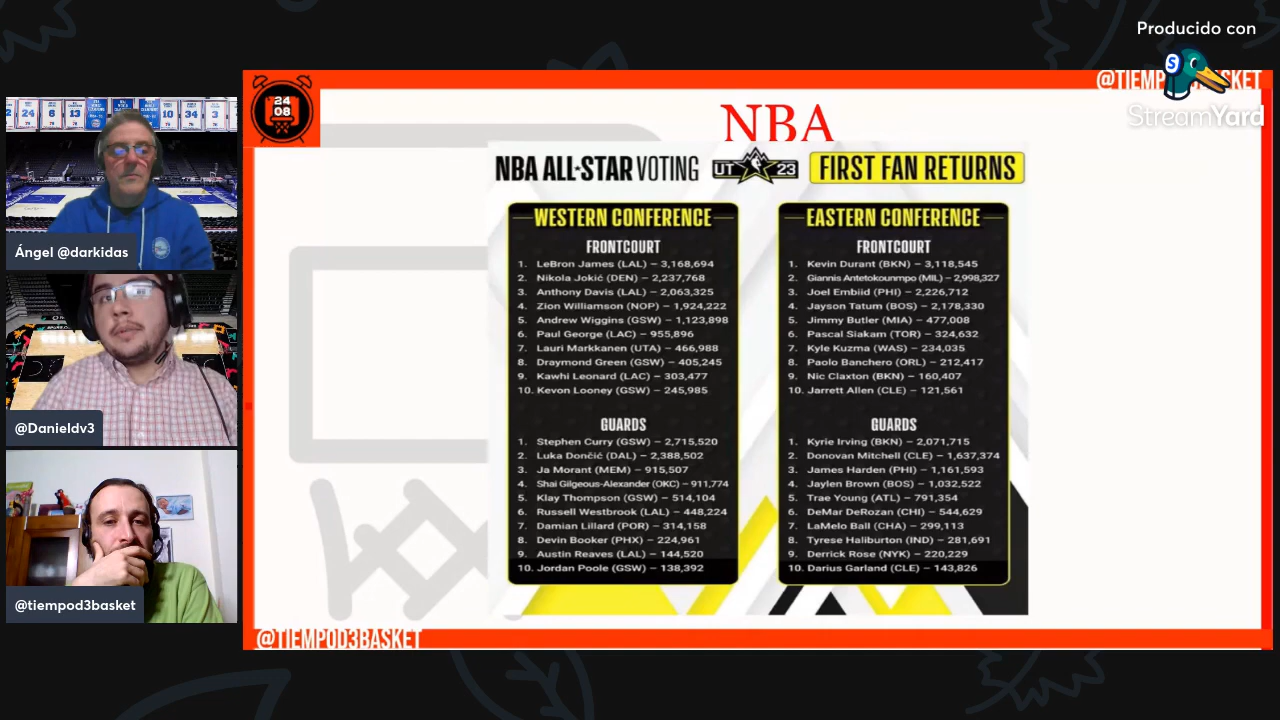 Producido con
StreamYard
24
08
NBA
NBA ALL-STAR VOTING
UT 23
FIRST FAN RETURNS
WESTERN CONFERENCE
FRONTCOURT
1. LeBron James (LAL) – 3,168,694
2. Nikola Jokić (DEN) – 2,237,768
3. Anthony Davis (LAL) – 2,063,325
4. Zion Williamson (NOP) – 1,924,222
5. Andrew Wiggins (GSW) – 1,123,898
6. Paul George (LAC) – 955,896
7. Lauri Markkanen (UTA) – 466,988
8. Draymond Green (GSW) – 405,245
9. Kawhi Leonard (LAC) – 303,477
10. Kevon Looney (GSW) – 245,985
GUARDS
1. Stephen Curry (GSW) – 2,715,520
2. Luka Dončić (DAL) – 2,388,502
3. Ja Morant (MEM) – 915,507
4. Shai Gilgeous-Alexander (OKC) – 911,774
5. Klay Thompson (GSW) – 514,104
6. Russell Westbrook (LAL) – 448,224
7. Damian Lillard (POR) – 314,158
8. Devin Booker (PHX) – 224,961
9. Austin Reaves (LAL) – 144,520
10. Jordan Poole (GSW) – 138,392
EASTERN CONFERENCE
FRONTCOURT
1. Kevin Durant (BKN) – 3,118,545
2. Giannis Antetokounmpo (MIL) – 2,998,327
3. Joel Embiid (PHI) – 2,226,712
4. Jayson Tatum (BOS) – 2,178,330
5. Jimmy Butler (MIA) – 477,008
6. Pascal Siakam (TOR) – 324,632
7. Kyle Kuzma (WAS) – 234,035
8. Paolo Banchero (ORL) – 212,417
9. Nic Claxton (BKN) – 160,407
10. Jarrett Allen (CLE) – 121,561
GUARDS
1. Kyrie Irving (BKN) – 2,071,715
2. Donovan Mitchell (CLE) – 1,637,374
3. James Harden (PHI) – 1,161,593
4. Jaylen Brown (BOS) – 1,032,522
5. Trae Young (ATL) – 791,354
6. DeMar DeRozan (CHI) – 544,629
7. LaMelo Ball (CHA) – 299,113
8. Tyrese Haliburton (IND) – 281,691
9. Derrick Rose (NYK) – 220,229
10. Darius Garland (CLE) – 143,826
@TIEMPOD3BASKET
2 24 6 13 10 34 3
Ángel @darkidas
@Danieldv3
@tiempod3basket